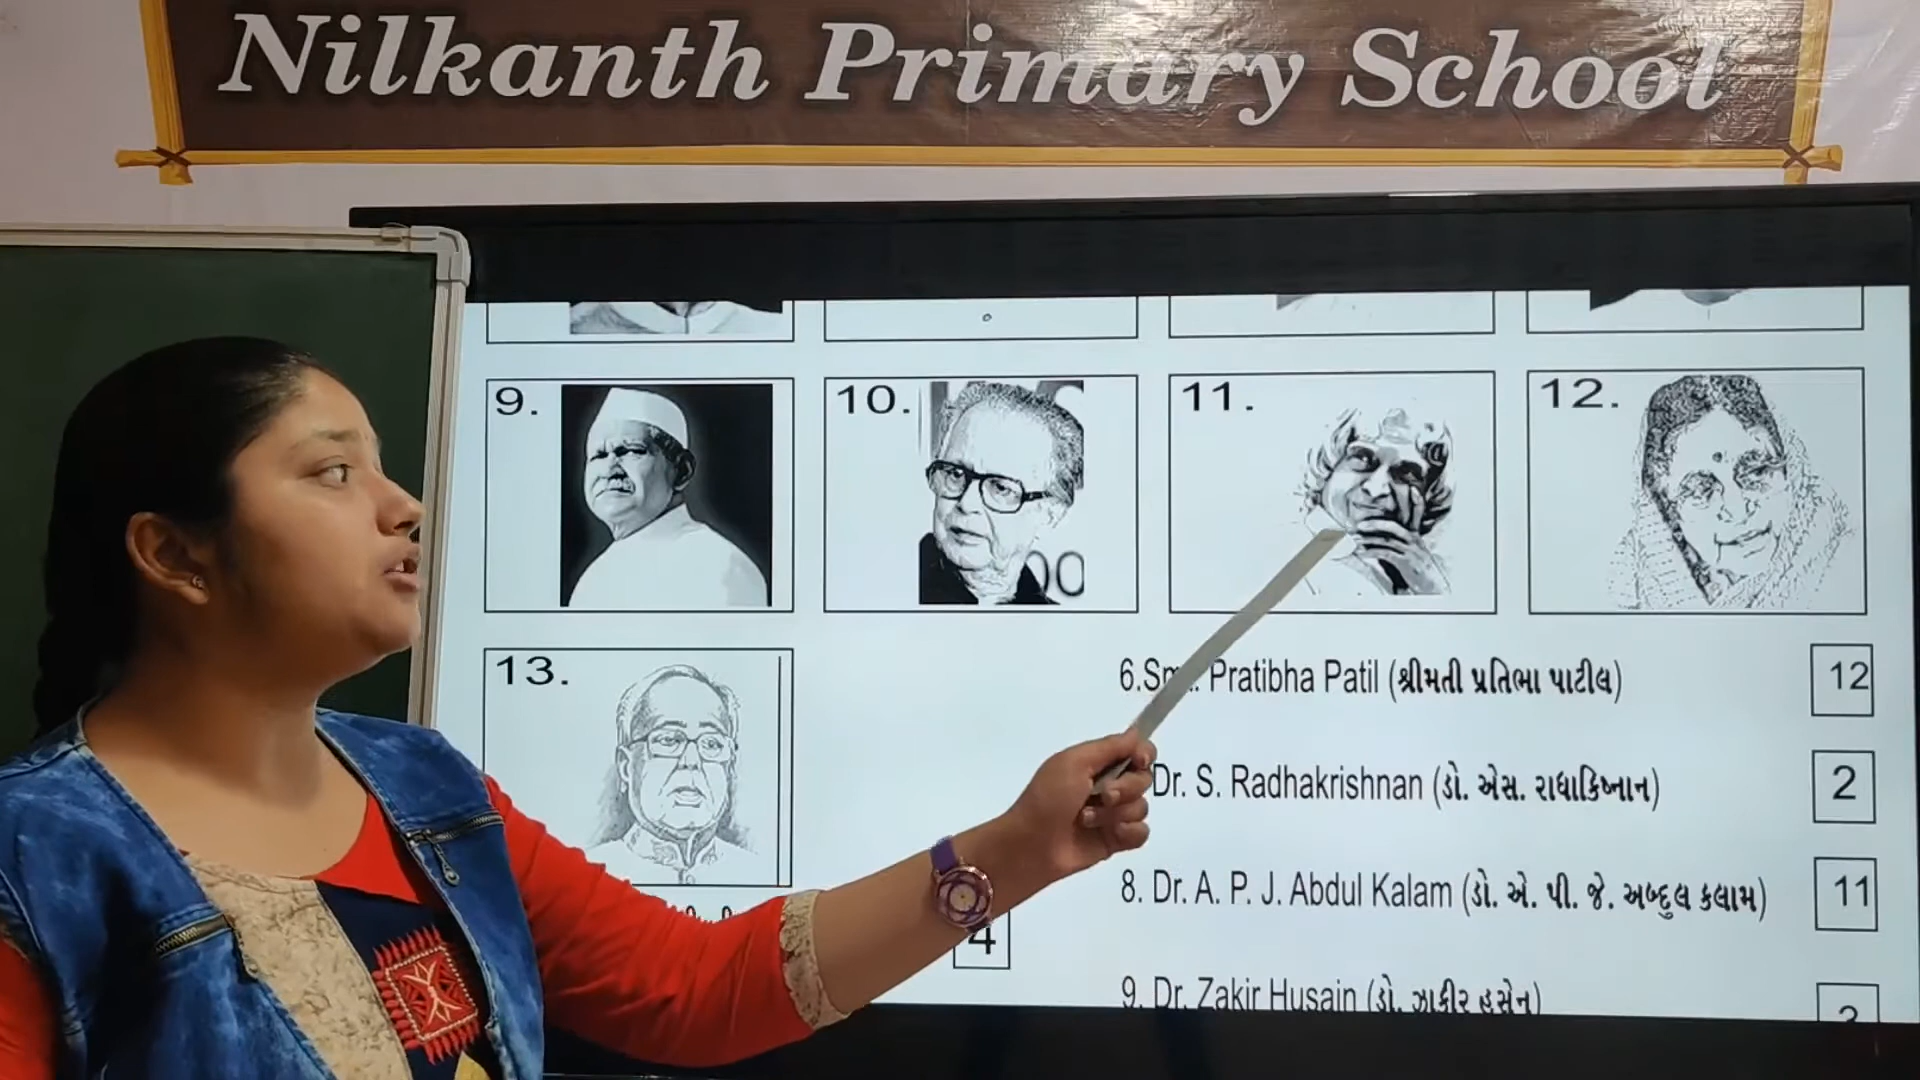 Nilkanth Primary School
9.
10.
11.
12.
00
13.
6.Sm. Pratibha Patil (શ્રીમતી પ્રતિભા પાટીલ) 12
Dr. S. Radhakrishnan (ડો. એસ. રાધાક્રિષ્નાન) 2
8. Dr. A. P. J. Abdul Kalam (ડો. એ. પી. જે. અબ્દુલ કલામ) 11
4
9. Dr. Zakir Husain (ડો. ઝાકીર હુસેન)